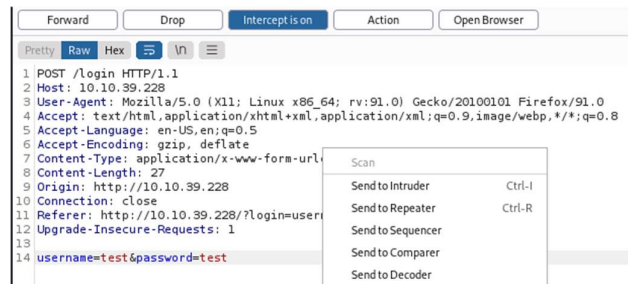 Forward Drop Intercept is on Action Open Browser
Pretty Raw Hex \n
1 POST /login HTTP/1.1
2 Host: 10.10.39.228
3 User-Agent: Mozilla/5.0 (X11; Linux x86_64; rv:91.0) Gecko/20100101 Firefox/91.0
4 Accept: text/html,application/xhtml+xml,application/xml;q=0.9,image/webp,*/*;q=0.8
5 Accept-Language: en-US,en;q=0.5
6 Accept-Encoding: gzip, deflate
7 Content-Type: application/x-www-form-urle
8 Content-Length: 27
9 Origin: http://10.10.39.228
10 Connection: close
11 Referer: http://10.10.39.228/?login=usern
12 Upgrade-Insecure-Requests: 1
13
14 username=test&password=test
Scan
Send to Intruder Ctrl-I
Send to Repeater Ctrl-R
Send to Sequencer
Send to Comparer
Send to Decoder